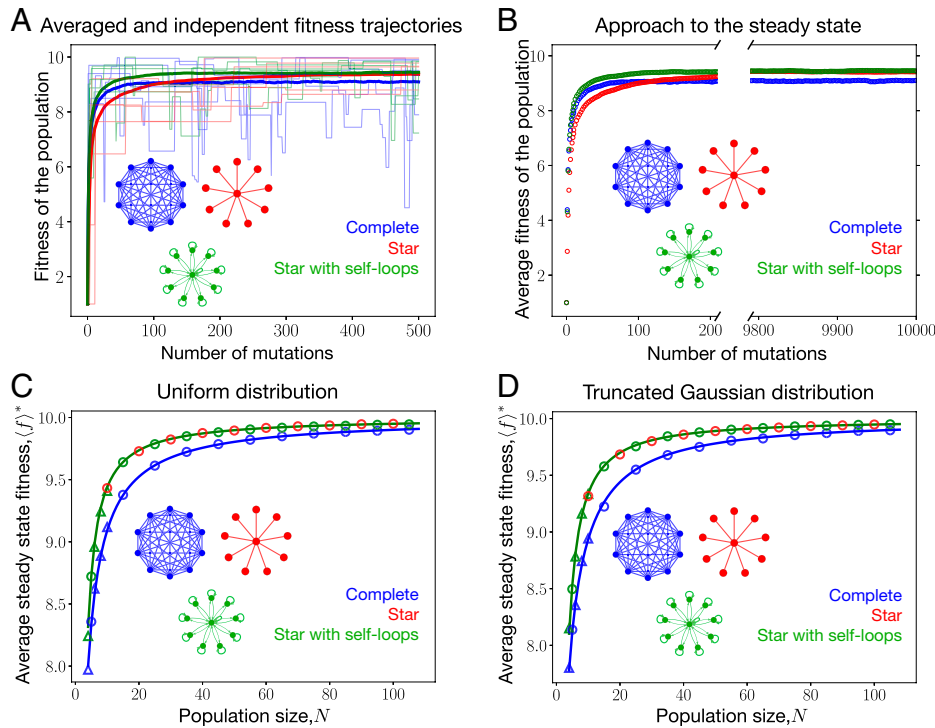 A Averaged and independent fitness trajectories
Fitness of the population
10
8
6
4
2
0
100
200
300
400
500
Number of mutations
Complete
Star
Star with self-loops
B Approach to the steady state
Average fitness of the population
10
8
6
4
2
0
100
200
9800
9900
10000
Number of mutations
Complete
Star
Star with self-loops
C Uniform distribution
Average steady state fitness, ⟨f⟩*
10.0
9.5
9.0
8.5
8.0
0
20
40
60
80
100
Population size, N
Complete
Star
Star with self-loops
D Truncated Gaussian distribution
Average steady state fitness, ⟨f⟩*
10.0
9.5
9.0
8.5
8.0
0
20
40
60
80
100
Population size, N
Complete
Star
Star with self-loops